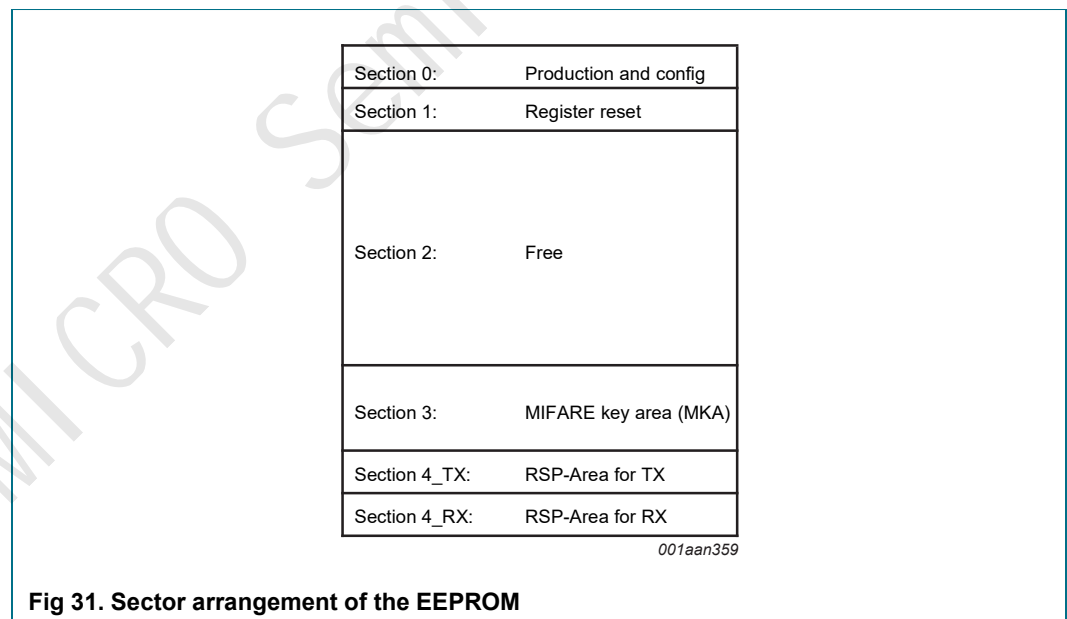 MICRO Semi
Section 0: Production and config
Section 1: Register reset
Section 2: Free
Section 3: MIFARE key area (MKA)
Section 4_TX: RSP-Area for TX
Section 4_RX: RSP-Area for RX
001aan359
Fig 31. Sector arrangement of the EEPROM